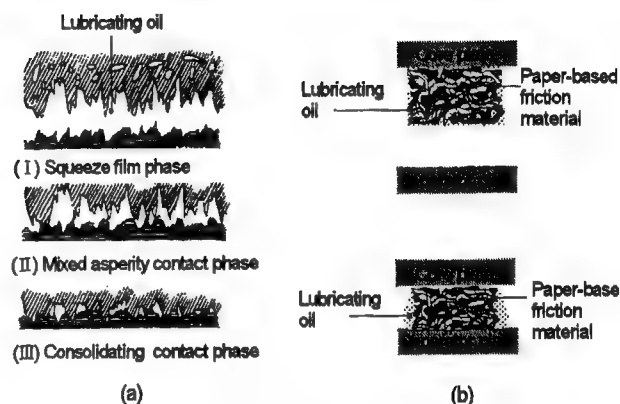 Lubricating oil
(I) Squeeze film phase
(II) Mixed asperity contact phase
(III) Consolidating contact phase
(a)
Lubricating
oil
Paper-based
friction
material
Lubricating
oil
Paper-base
friction
material
(b)